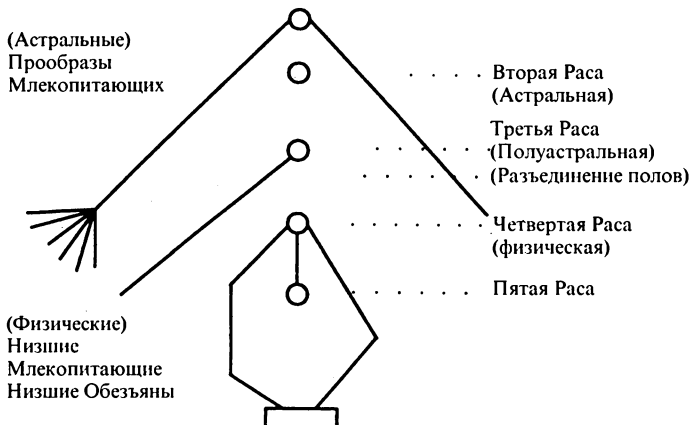 (Астральные)
Прообразы
Млекопитающих
Вторая Раса
(Астральная)
Третья Раса
(Полуастральная)
(Разъединение полов)
Четвертая Раса
(физическая)
Пятая Раса
(Физические)
Низшие
Млекопитающие
Низшие Обезъяны